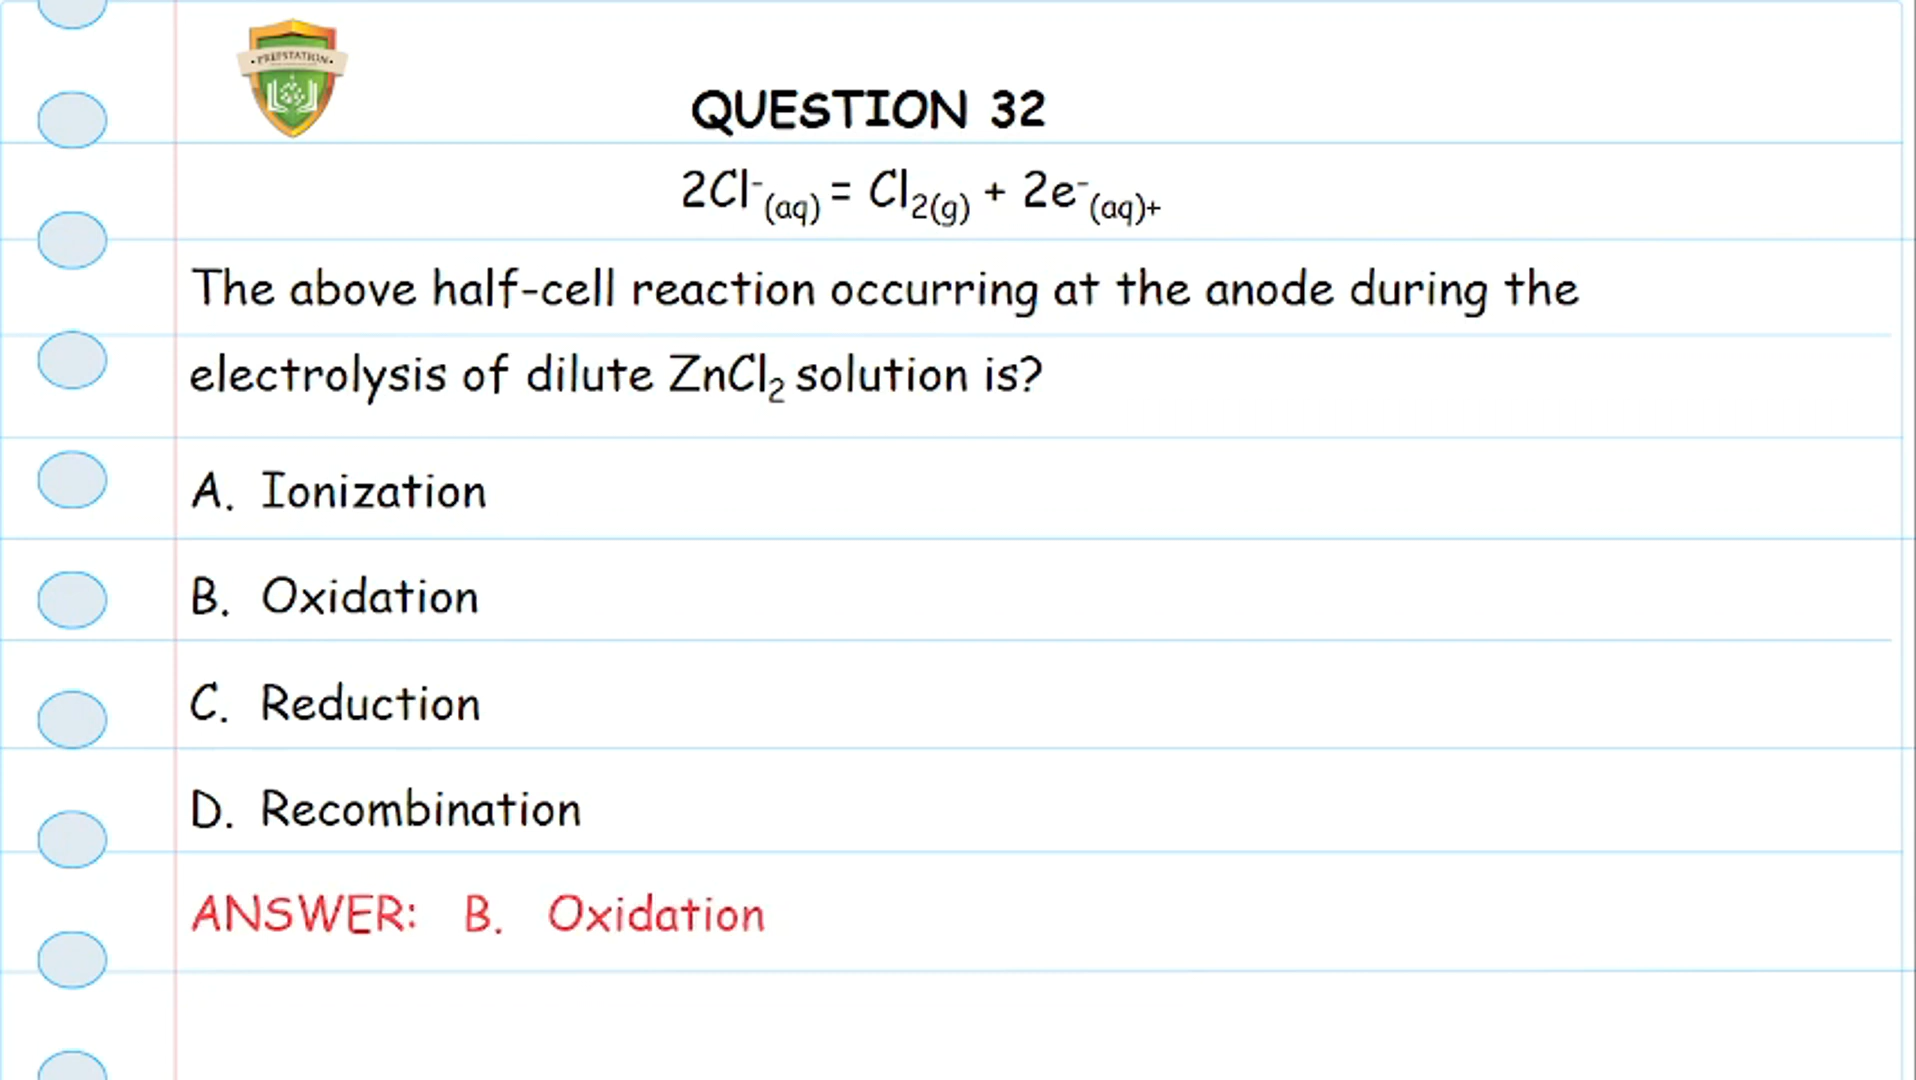 • PREPSTATION •
QUESTION 32
2Cl⁻(aq) = Cl₂(g) + 2e⁻(aq)+
The above half-cell reaction occurring at the anode during the
electrolysis of dilute ZnCl₂ solution is?
A. Ionization
B. Oxidation
C. Reduction
D. Recombination
ANSWER: B. Oxidation